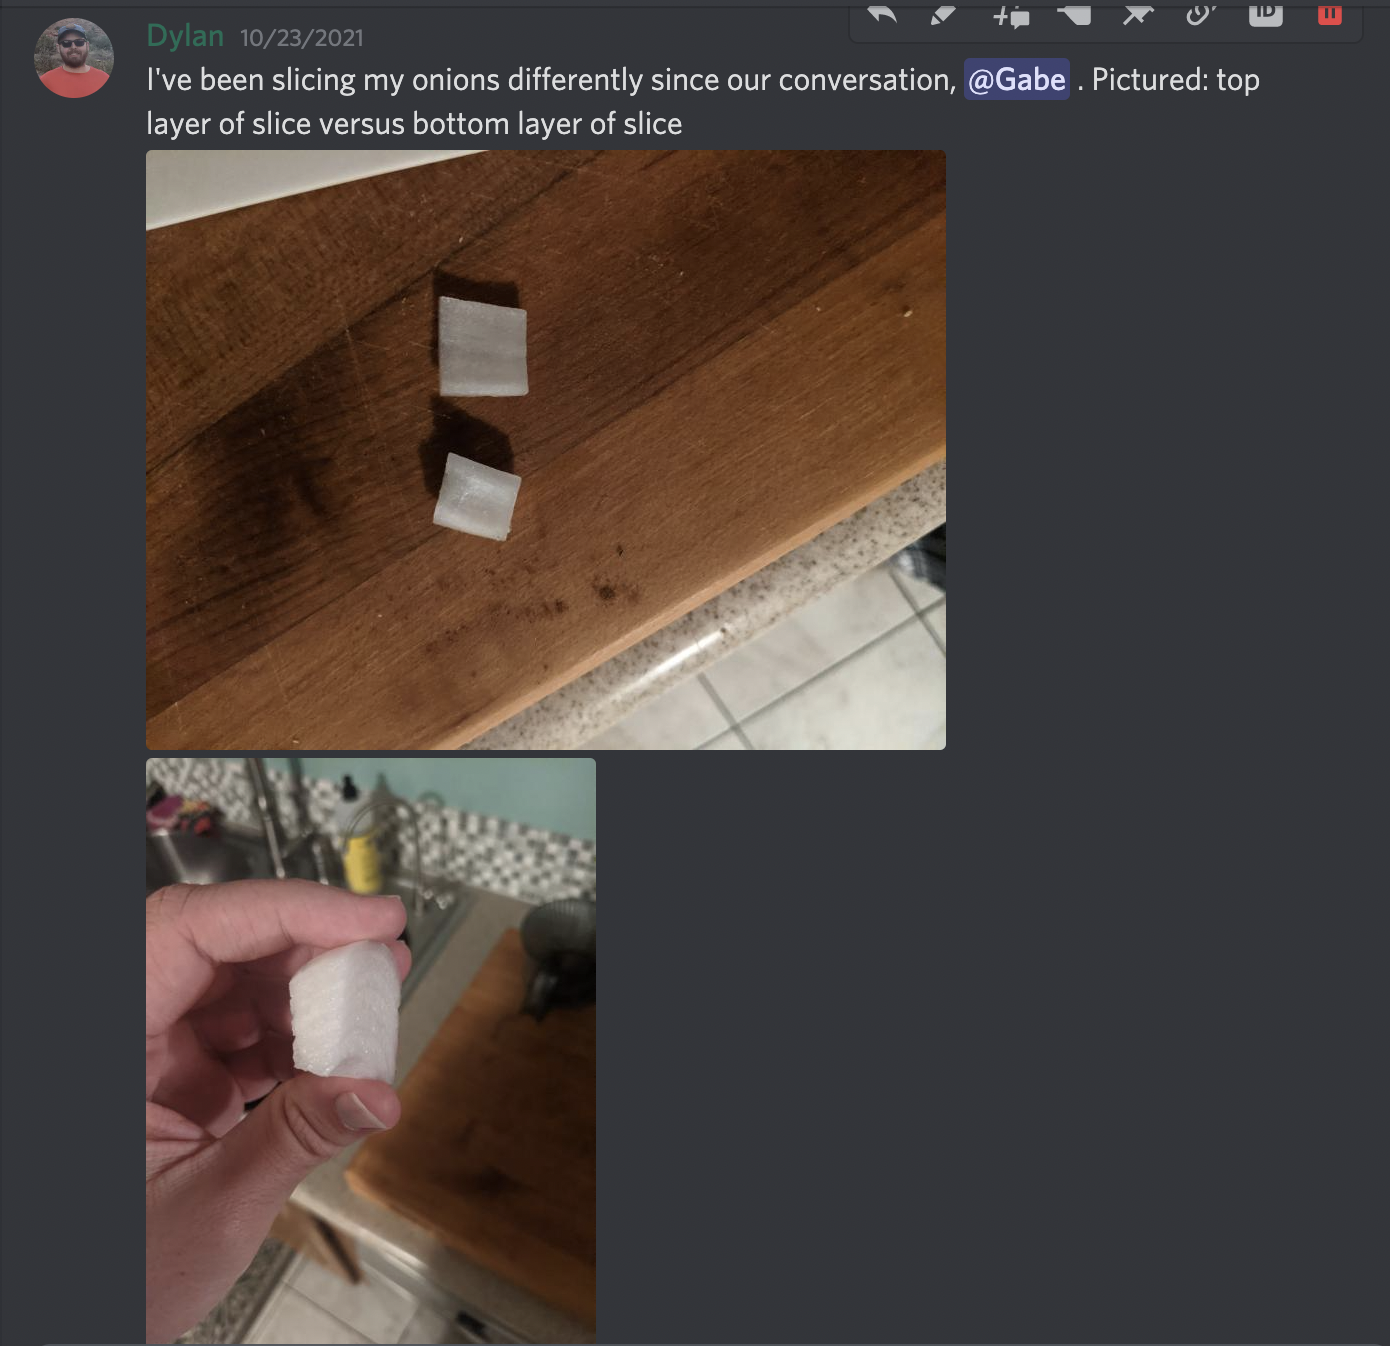 Dylan 10/23/2021
I've been slicing my onions differently since our conversation, @Gabe . Pictured: top
layer of slice versus bottom layer of slice
ID